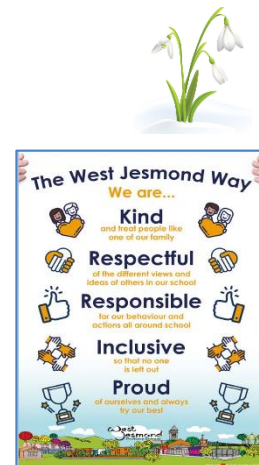 The West Jesmond Way
We are...
Kind
and treat people like
one of our family
Respectful
of the different views and
ideas of others in our school
Responsible
for our behaviour and
actions all around school
Inclusive
so that no one
is left out
Proud
of ourselves and always
try our best
West
Jesmond